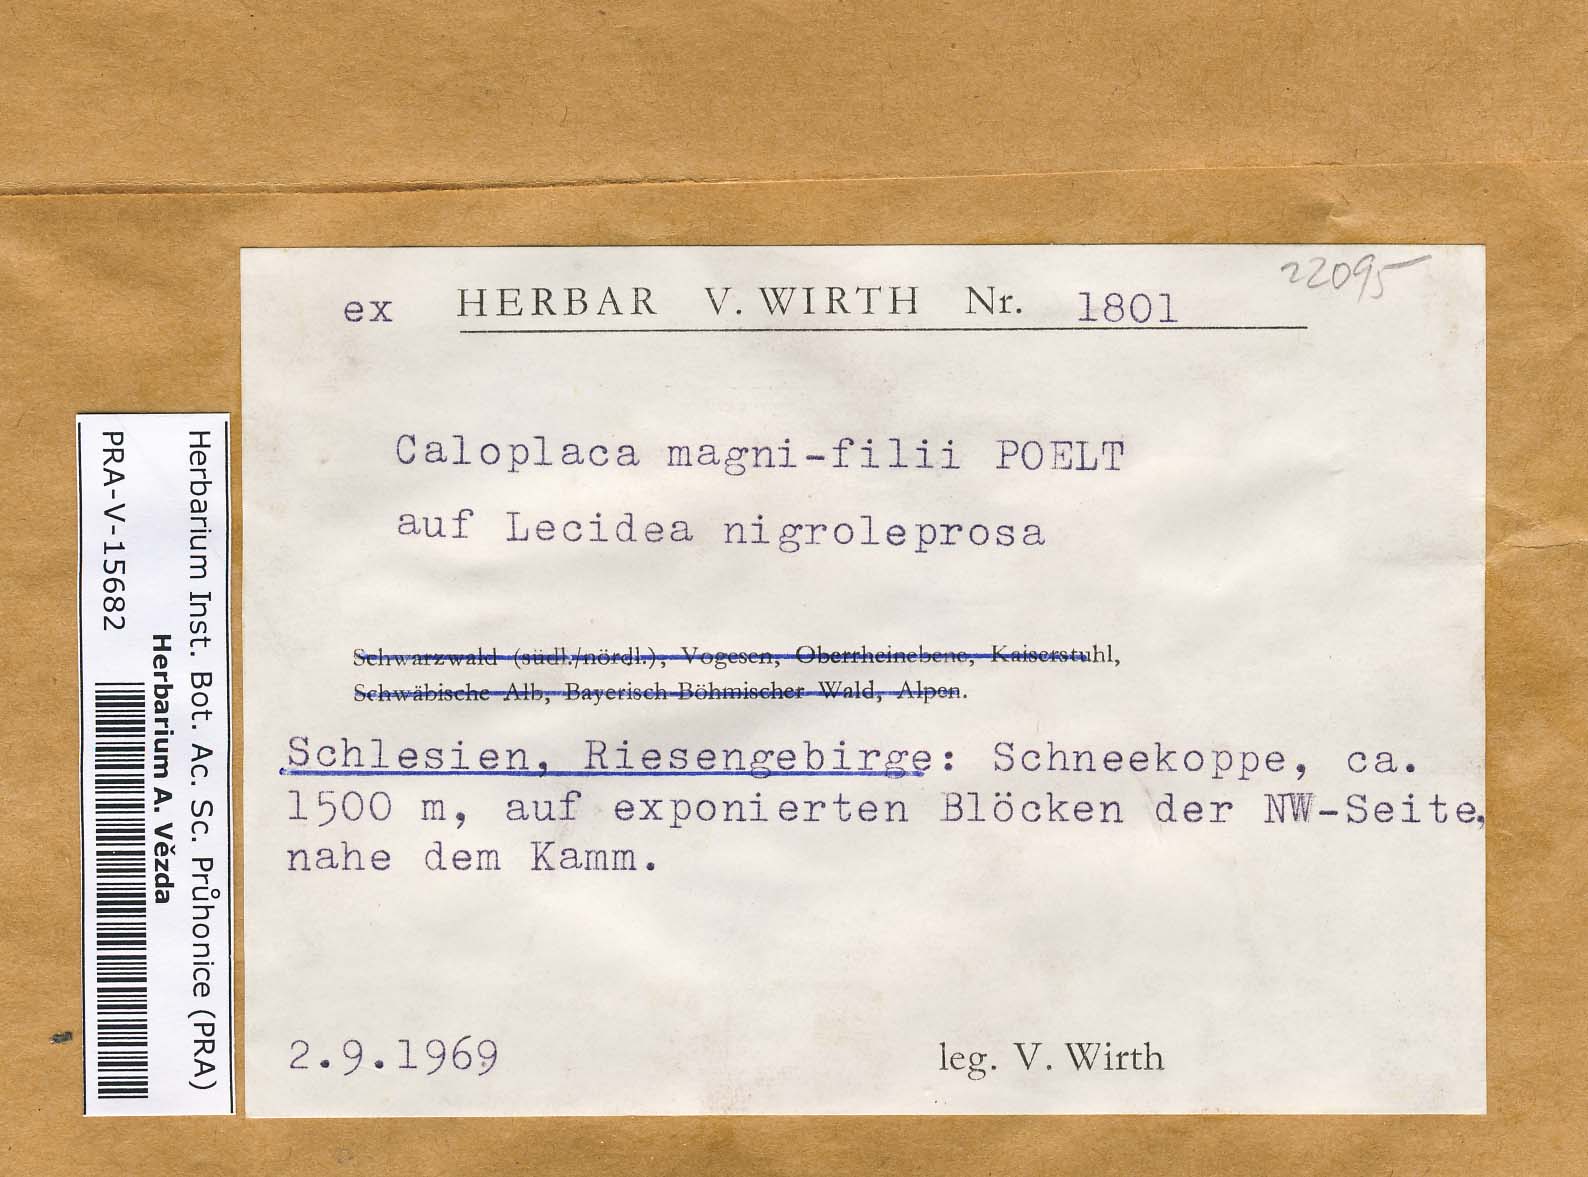 22095
ex HERBAR V. WIRTH Nr. 1801
Caloplaca magni-filii POELT
auf Lecidea nigroleprosa
Schwarzwald (südl./nördl.), Vogesen, Oberrheinebene, Kaiserstuhl,
Schwäbische Alb, Bayerisch-Böhmischer Wald, Alpen.
Schlesien, Riesengebirge: Schneekoppe, ca.
1500 m, auf exponierten Blöcken der NW-Seite,
nahe dem Kamm.
2.9.1969 leg. V. Wirth
Herbarium Inst. Bot. Ac. Sc. Průhonice (PRA)
Herbarium A. Vězda
PRA-V-15682